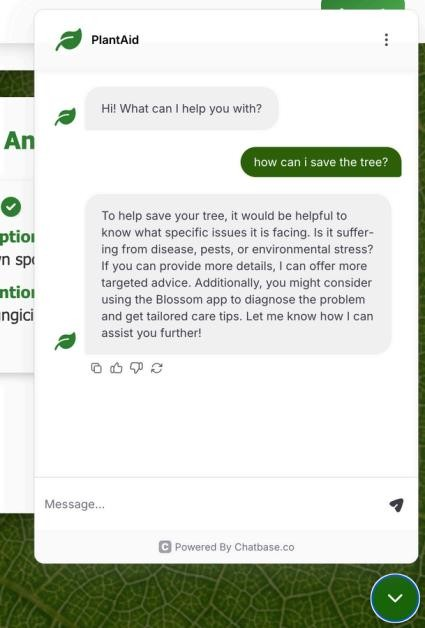 PlantAid
Hi! What can I help you with?
An
how can i save the tree?
To help save your tree, it would be helpful to
know what specific issues it is facing. Is it suffer-
ing from disease, pests, or environmental stress?
If you can provide more details, I can offer more
targeted advice. Additionally, you might consider
using the Blossom app to diagnose the problem
and get tailored care tips. Let me know how I can
assist you further!
Message...
C Powered By Chatbase.co